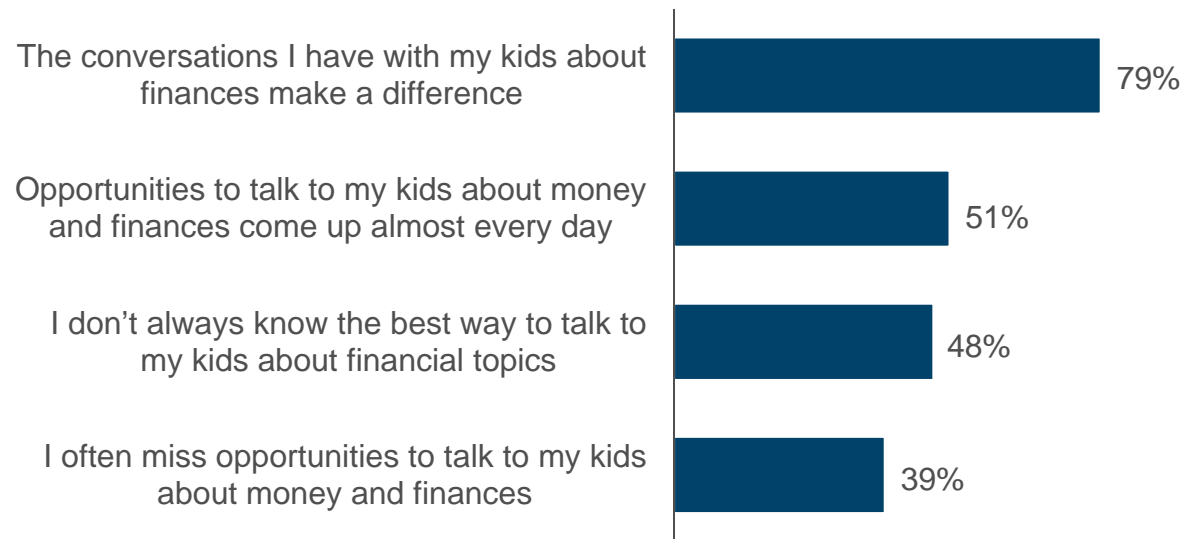 The conversations I have with my kids about
finances make a difference
79%
Opportunities to talk to my kids about money
and finances come up almost every day
51%
I don’t always know the best way to talk to
my kids about financial topics
48%
I often miss opportunities to talk to my kids
about money and finances
39%